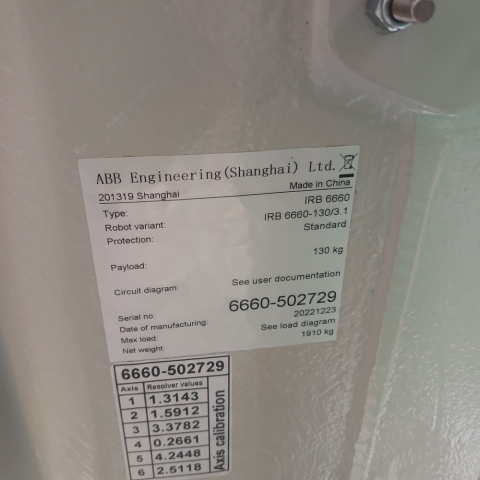 ABB Engineering(Shanghai) Ltd.
201319 Shanghai Made in China
Type: IRB 6660
Robot variant: IRB 6660-130/3.1
Protection: Standard
Payload: 130 kg
Circuit diagram: See user documentation
Serial no: 6660-502729
Date of manufacturing: 20221223
Max load: See load diagram
Net weight: 1910 kg
6660-502729
Axis Resolver values
1 1.3143
2 1.5912
3 3.3782
4 0.2661
5 4.2448
6 2.5118
Axis calibration